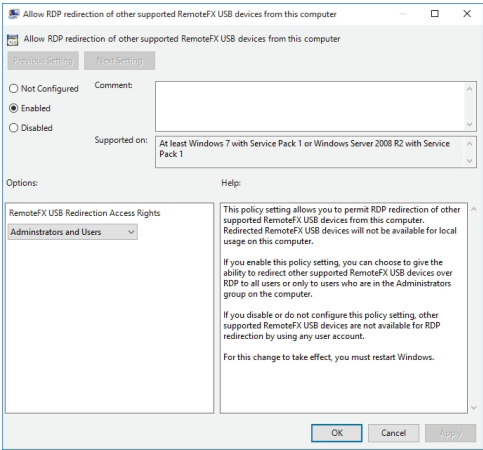 Allow RDP redirection of other supported RemoteFX USB devices from this computer
Allow RDP redirection of other supported RemoteFX USB devices from this computer
Previous Setting
Next Setting
Not Configured
Comment:
Enabled
Disabled
Supported on:
At least Windows 7 with Service Pack 1 or Windows Server 2008 R2 with Service
Pack 1
Options:
Help:
RemoteFX USB Redirection Access Rights
Adminstrators and Users
This policy setting allows you to permit RDP redirection of other
supported RemoteFX USB devices from this computer.
Redirected RemoteFX USB devices will not be available for local
usage on this computer.
If you enable this policy setting, you can choose to give the
ability to redirect other supported RemoteFX USB devices over
RDP to all users or only to users who are in the Administrators
group on the computer.
If you disable or do not configure this policy setting, other
supported RemoteFX USB devices are not available for RDP
redirection by using any user account.
For this change to take effect, you must restart Windows.
OK
Cancel
Apply